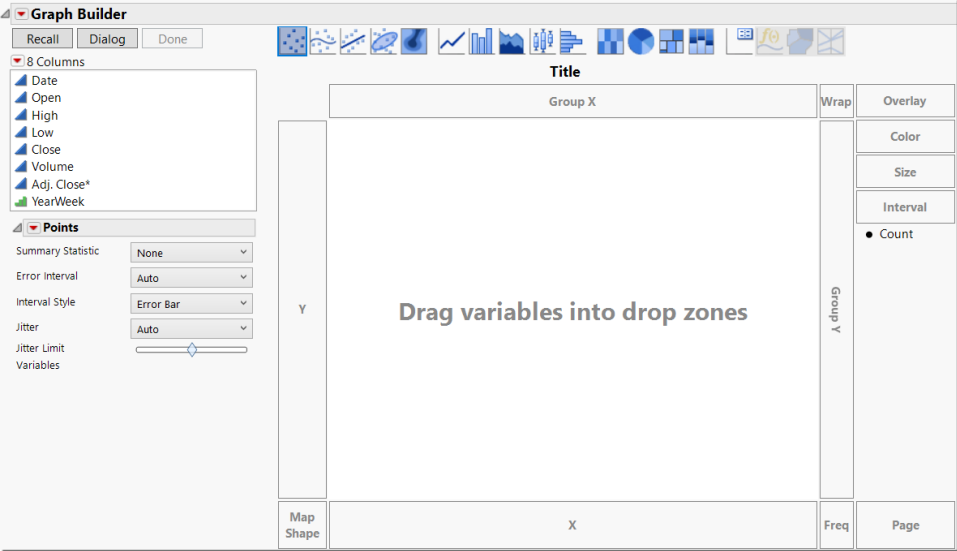 Graph Builder
Recall Dialog Done
8 Columns
Date
Open
High
Low
Close
Volume
Adj. Close*
YearWeek
Points
Summary Statistic None
Error Interval Auto
Interval Style Error Bar
Jitter Auto
Jitter Limit
Variables
Title
Group X
Wrap
Overlay
Color
Size
Interval
Count
Y
Drag variables into drop zones
Group Y
Map
Shape
X
Freq
Page